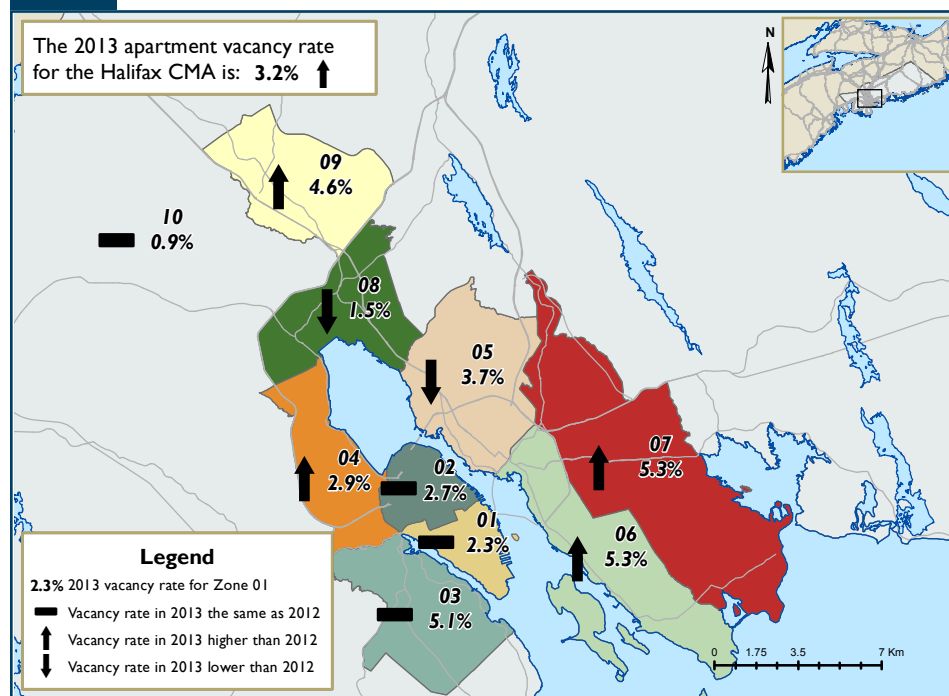 The 2013 apartment vacancy rate
for the Halifax CMA is: 3.2%
N
09
4.6%
10
0.9%
08
1.5%
05
3.7%
07
5.3%
04
2.9%
02
2.7%
01
2.3%
06
5.3%
03
5.1%
Legend
2.3% 2013 vacancy rate for Zone 01
Vacancy rate in 2013 the same as 2012
Vacancy rate in 2013 higher than 2012
Vacancy rate in 2013 lower than 2012
0 1.75 3.5 7 Km